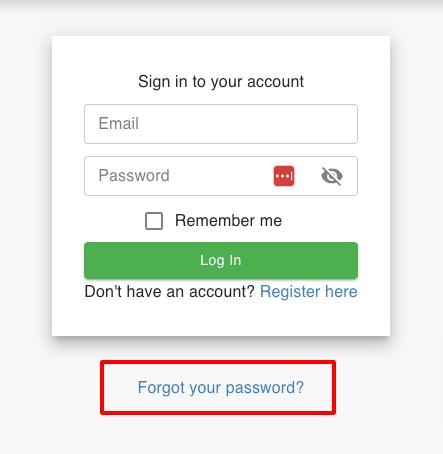 Sign in to your account
Email
Password
Remember me
Log In
Don't have an account? Register here
Forgot your password?